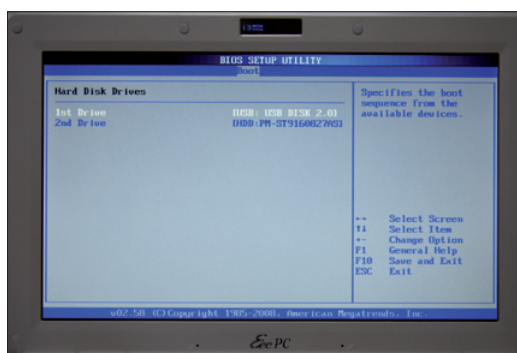 BIOS SETUP UTILITY
Boot
Hard Disk Drives
1st Drive [USB: USB DISK 2.0]
2nd Drive [HDD:PM-ST9160827AS]
Specifies the boot
sequence from the
available devices.
↔ Select Screen
↑↓ Select Item
+- Change Option
F1 General Help
F10 Save and Exit
ESC Exit
v02.58 (C)Copyright 1985-2008, American Megatrends, Inc.
Eee PC